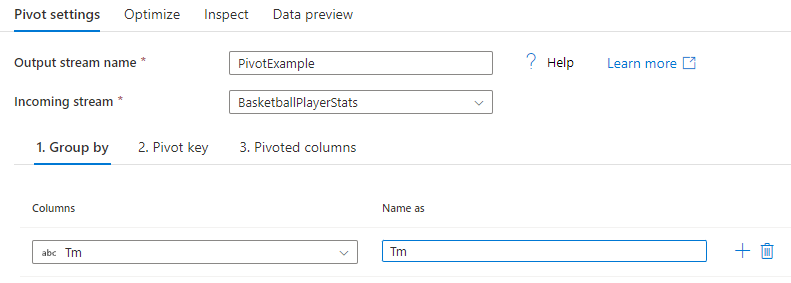 Pivot settings Optimize Inspect Data preview
Output stream name * PivotExample ? Help Learn more
Incoming stream * BasketballPlayerStats
1. Group by 2. Pivot key 3. Pivoted columns
Columns Name as
abc Tm Tm